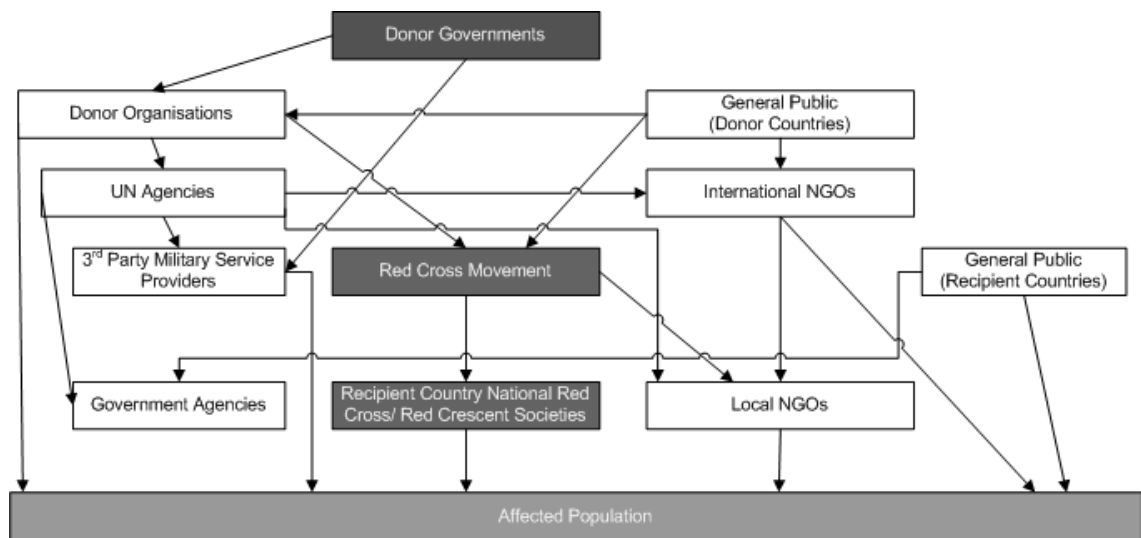 Donor Governments
Donor Organisations
General Public
(Donor Countries)
UN Agencies
International NGOs
3rd Party Military Service
Providers
Red Cross Movement
General Public
(Recipient Countries)
Government Agencies
Recipient Country National Red
Cross/ Red Crescent Societies
Local NGOs
Affected Population